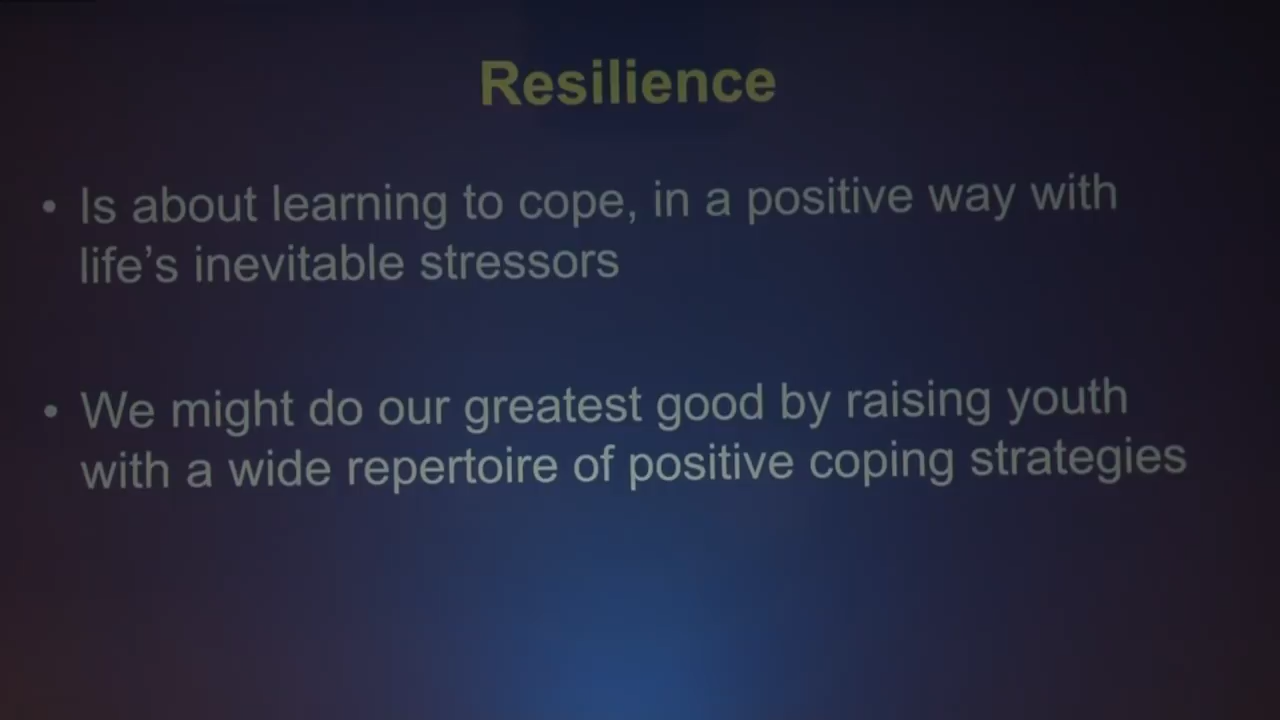 Resilience
• Is about learning to cope, in a positive way with
life's inevitable stressors
• We might do our greatest good by raising youth
with a wide repertoire of positive coping strategies